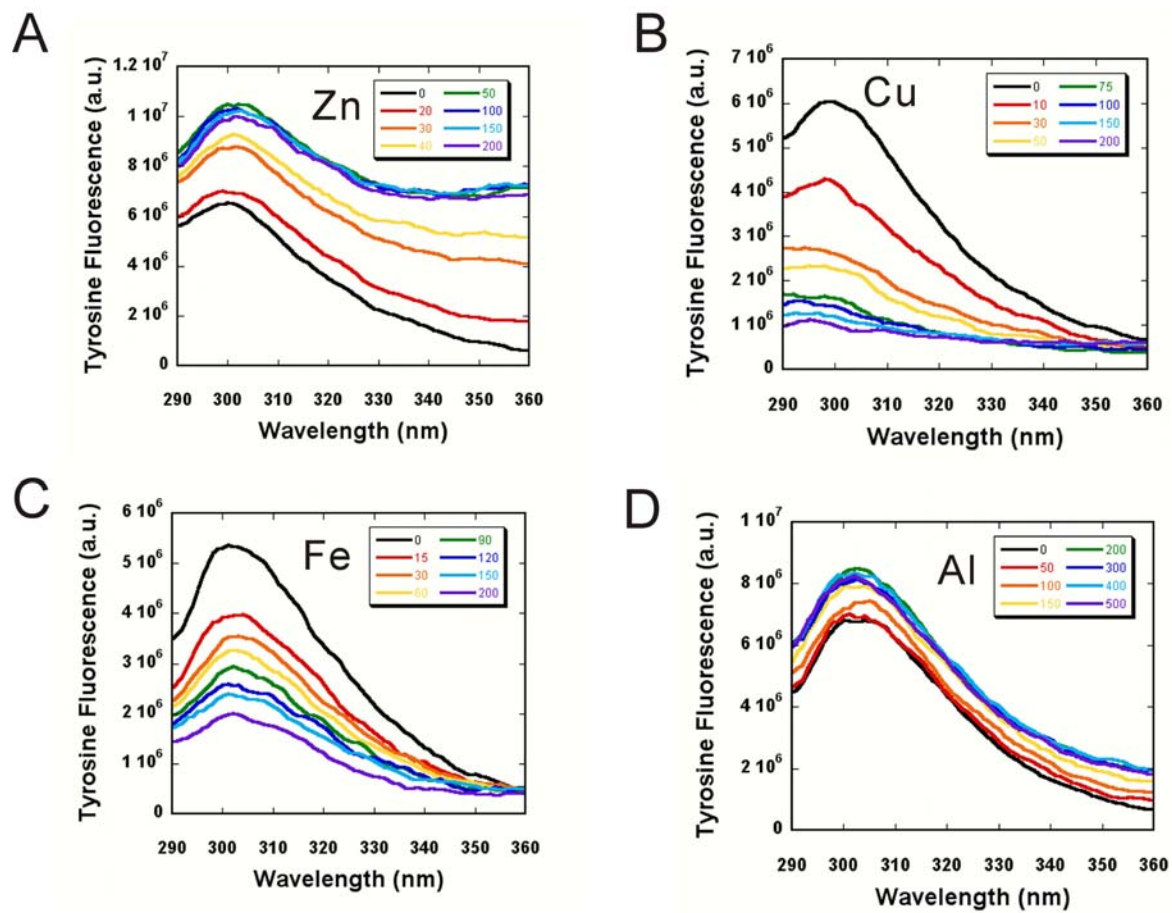 A
Tyrosine Fluorescence (a.u.)
1.2 10⁷
1 10⁷
8 10⁶
6 10⁶
4 10⁶
2 10⁶
0
Zn
0 50
20 100
30 150
40 200
290 300 310 320 330 340 350 360
Wavelength (nm)
B
Tyrosine Fluorescence (a.u.)
7 10⁶
6 10⁶
5 10⁶
4 10⁶
3 10⁶
2 10⁶
1 10⁶
0
Cu
0 75
10 100
30 150
50 200
290 300 310 320 330 340 350 360
Wavelength (nm)
C
Tyrosine Fluorescence (a.u.)
6 10⁶
5 10⁶
4 10⁶
3 10⁶
2 10⁶
1 10⁶
0
Fe
0 90
15 120
30 150
60 200
290 300 310 320 330 340 350 360
Wavelength (nm)
D
Tyrosine Fluorescence (a.u.)
1 10⁷
8 10⁶
6 10⁶
4 10⁶
2 10⁶
0
Al
0 200
50 300
100 400
150 500
290 300 310 320 330 340 350 360
Wavelength (nm)